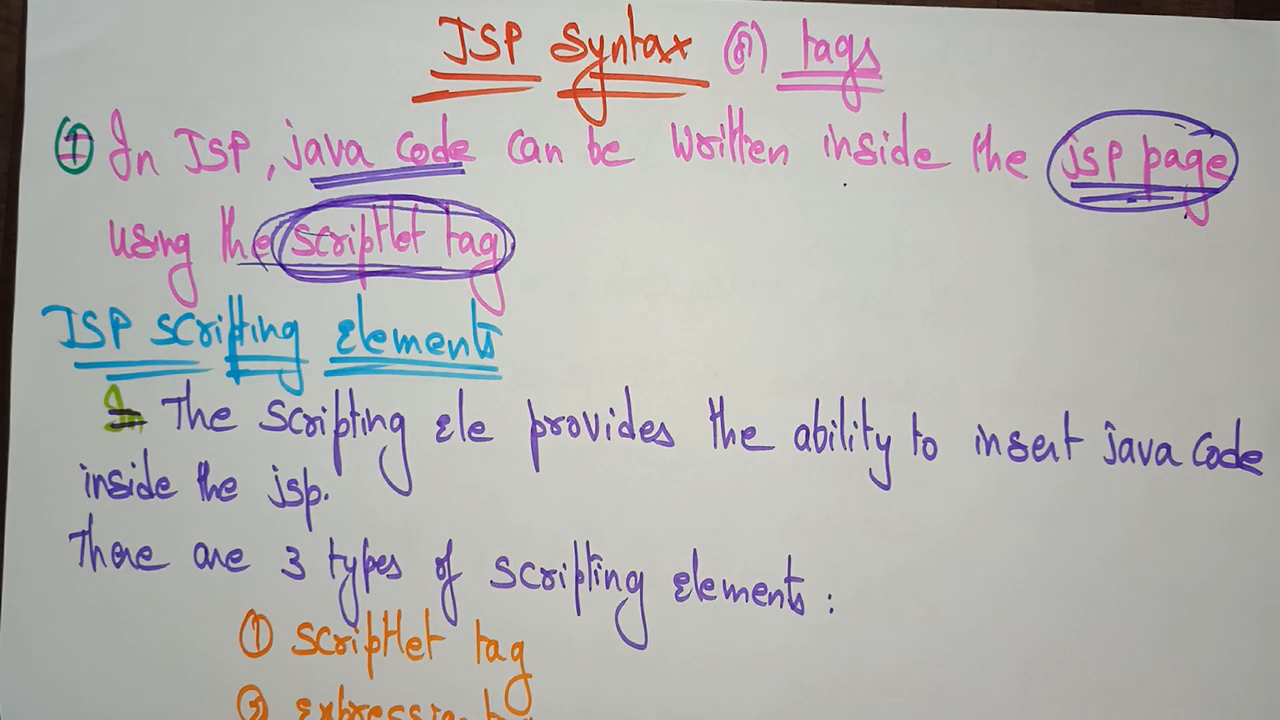 JSP Syntax (or) tags
① In JSP, java code can be written inside the jsp page
using the scriptlet tag
JSP scripting elements
The scripting ele provides the ability to insert java code
inside the jsp.
There are 3 types of scripting elements :
① scriptlet tag
② expression